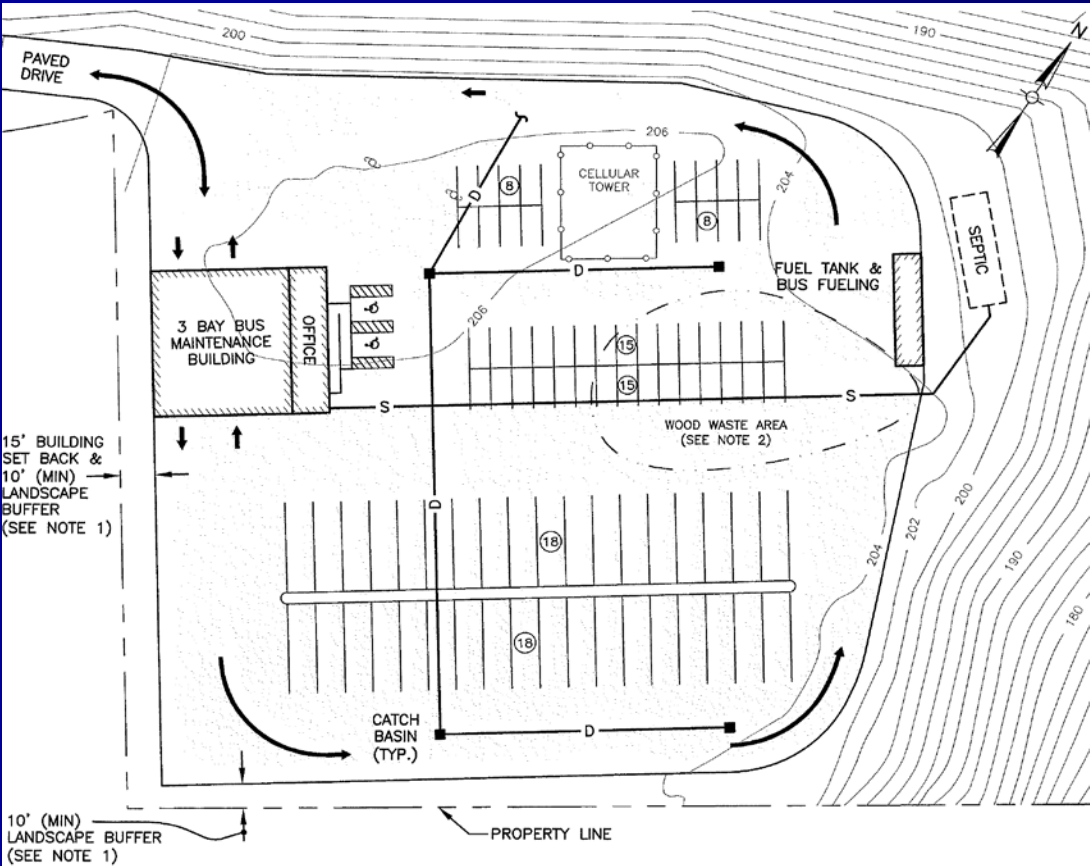 200
190
N
PAVED
DRIVE
206
CELLULAR
TOWER
8
8
204
D
SEPTIC
D
FUEL TANK &
BUS FUELING
3 BAY BUS
MAINTENANCE
BUILDING
OFFICE
206
15
15
S
S
WOOD WASTE AREA
(SEE NOTE 2)
15' BUILDING
SET BACK &
10' (MIN)
LANDSCAPE
BUFFER
(SEE NOTE 1)
D
18
18
200
202
204
190
180
CATCH
BASIN
(TYP.)
D
10' (MIN)
LANDSCAPE BUFFER
(SEE NOTE 1)
PROPERTY LINE